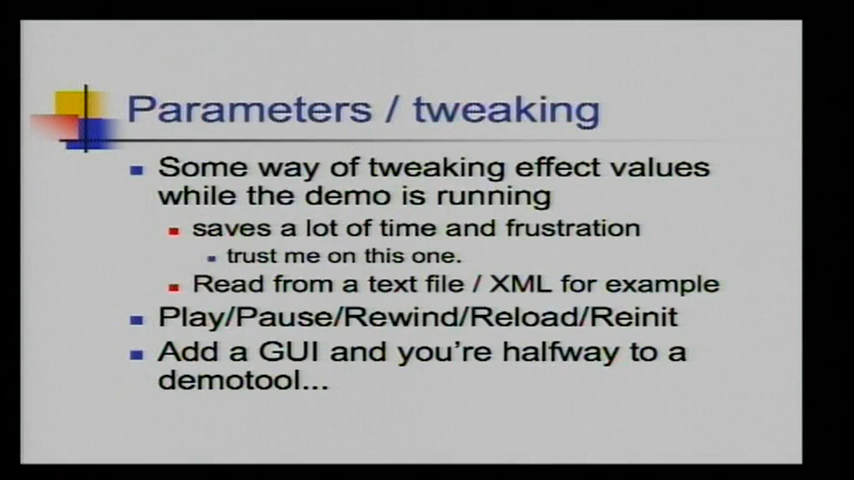 Parameters / tweaking
Some way of tweaking effect values
while the demo is running
saves a lot of time and frustration
trust me on this one.
Read from a text file / XML for example
Play/Pause/Rewind/Reload/Reinit
Add a GUI and you're halfway to a
demotool...